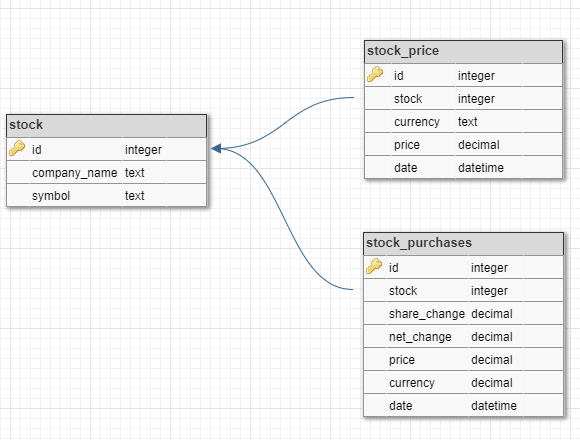 stock
id integer
company_name text
symbol text
stock_price
id integer
stock integer
currency text
price decimal
date datetime
stock_purchases
id integer
stock integer
share_change decimal
net_change decimal
price decimal
currency decimal
date datetime